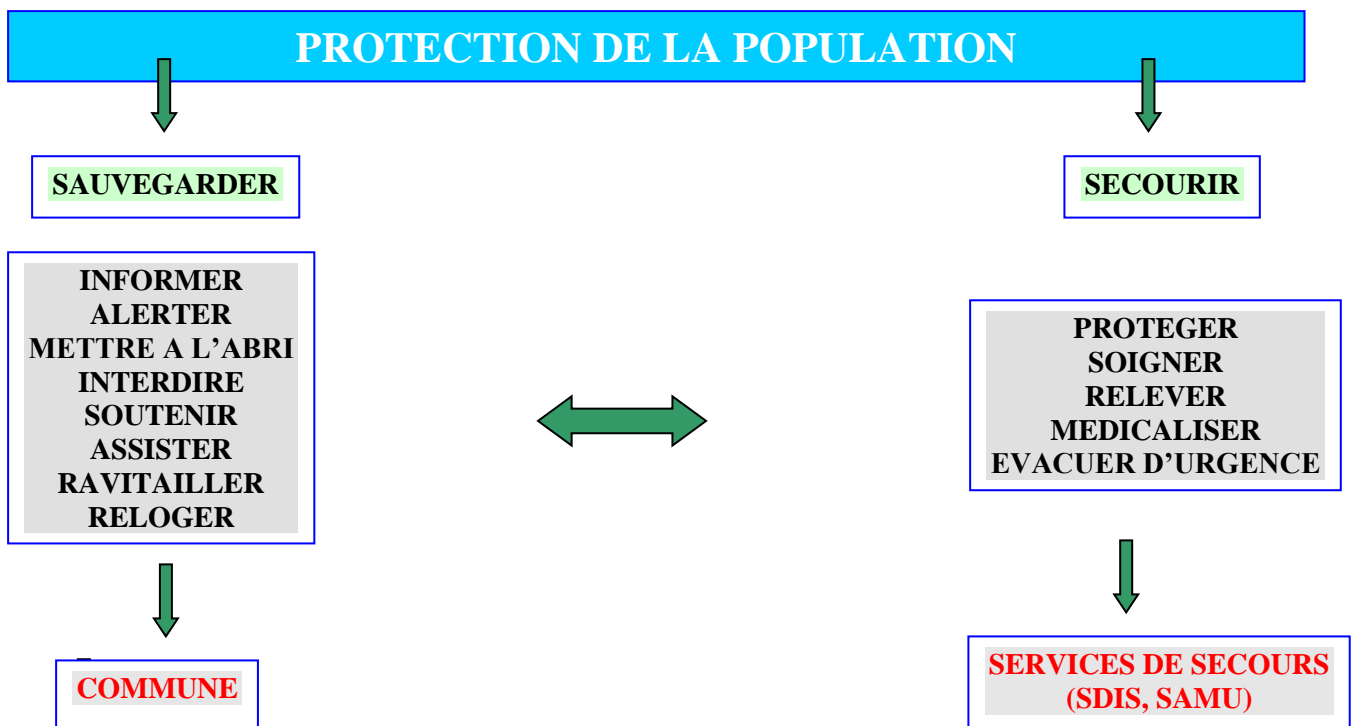 PROTECTION DE LA POPULATION
SAUVEGARDER
SECOURIR
INFORMER
ALERTER
METTRE A L’ABRI
INTERDIRE
SOUTENIR
ASSISTER
RAVITAILLER
RELOGER
PROTEGER
SOIGNER
RELEVER
MEDICALISER
EVACUER D’URGENCE
COMMUNE
SERVICES DE SECOURS
(SDIS, SAMU)